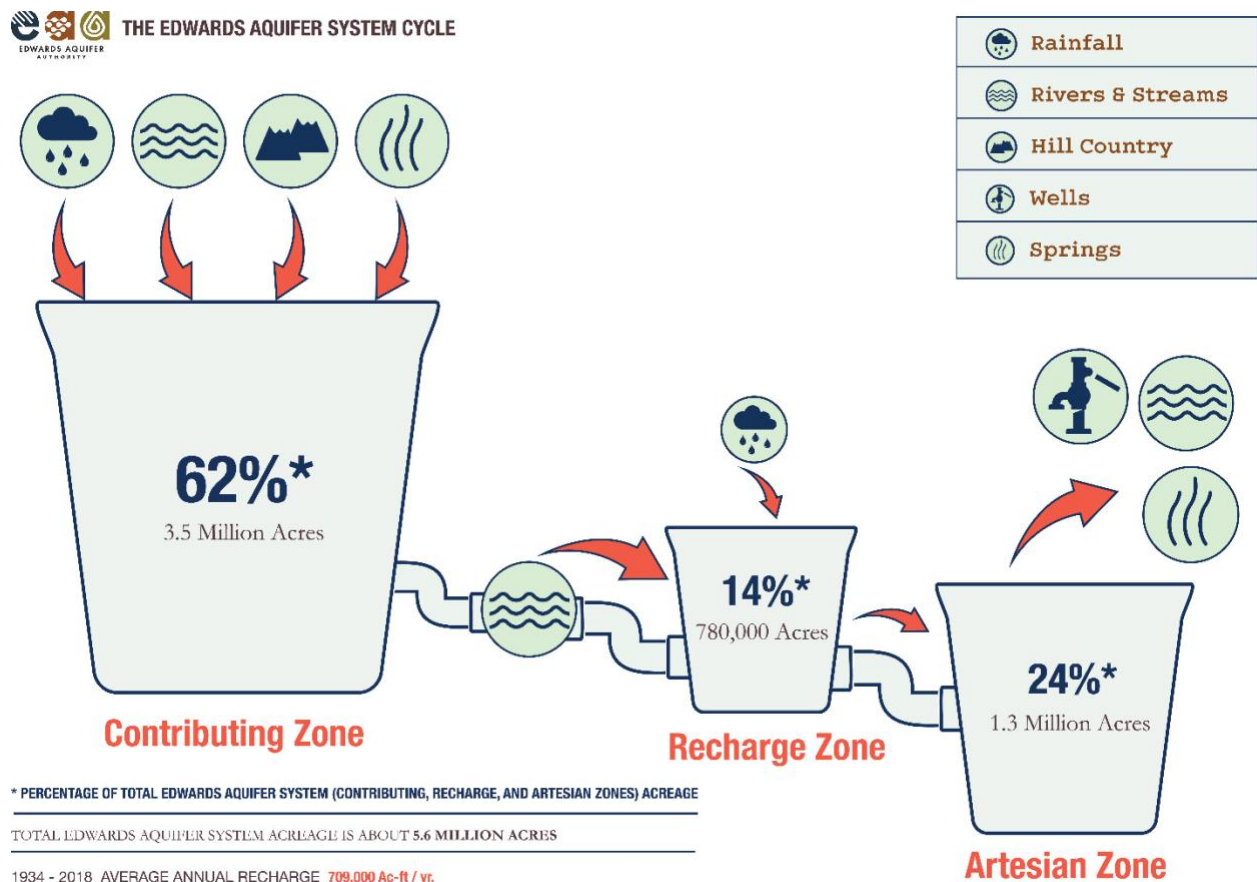 eaa
EDWARDS AQUIFER
AUTHORITY
THE EDWARDS AQUIFER SYSTEM CYCLE
Rainfall
Rivers & Streams
Hill Country
Wells
Springs
62%*
3.5 Million Acres
Contributing Zone
14%*
780,000 Acres
Recharge Zone
24%*
1.3 Million Acres
Artesian Zone
* PERCENTAGE OF TOTAL EDWARDS AQUIFER SYSTEM (CONTRIBUTING, RECHARGE, AND ARTESIAN ZONES) ACREAGE
TOTAL EDWARDS AQUIFER SYSTEM ACREAGE IS ABOUT 5.6 MILLION ACRES
1934 - 2018 AVERAGE ANNUAL RECHARGE 709,000 Ac-ft / yr.